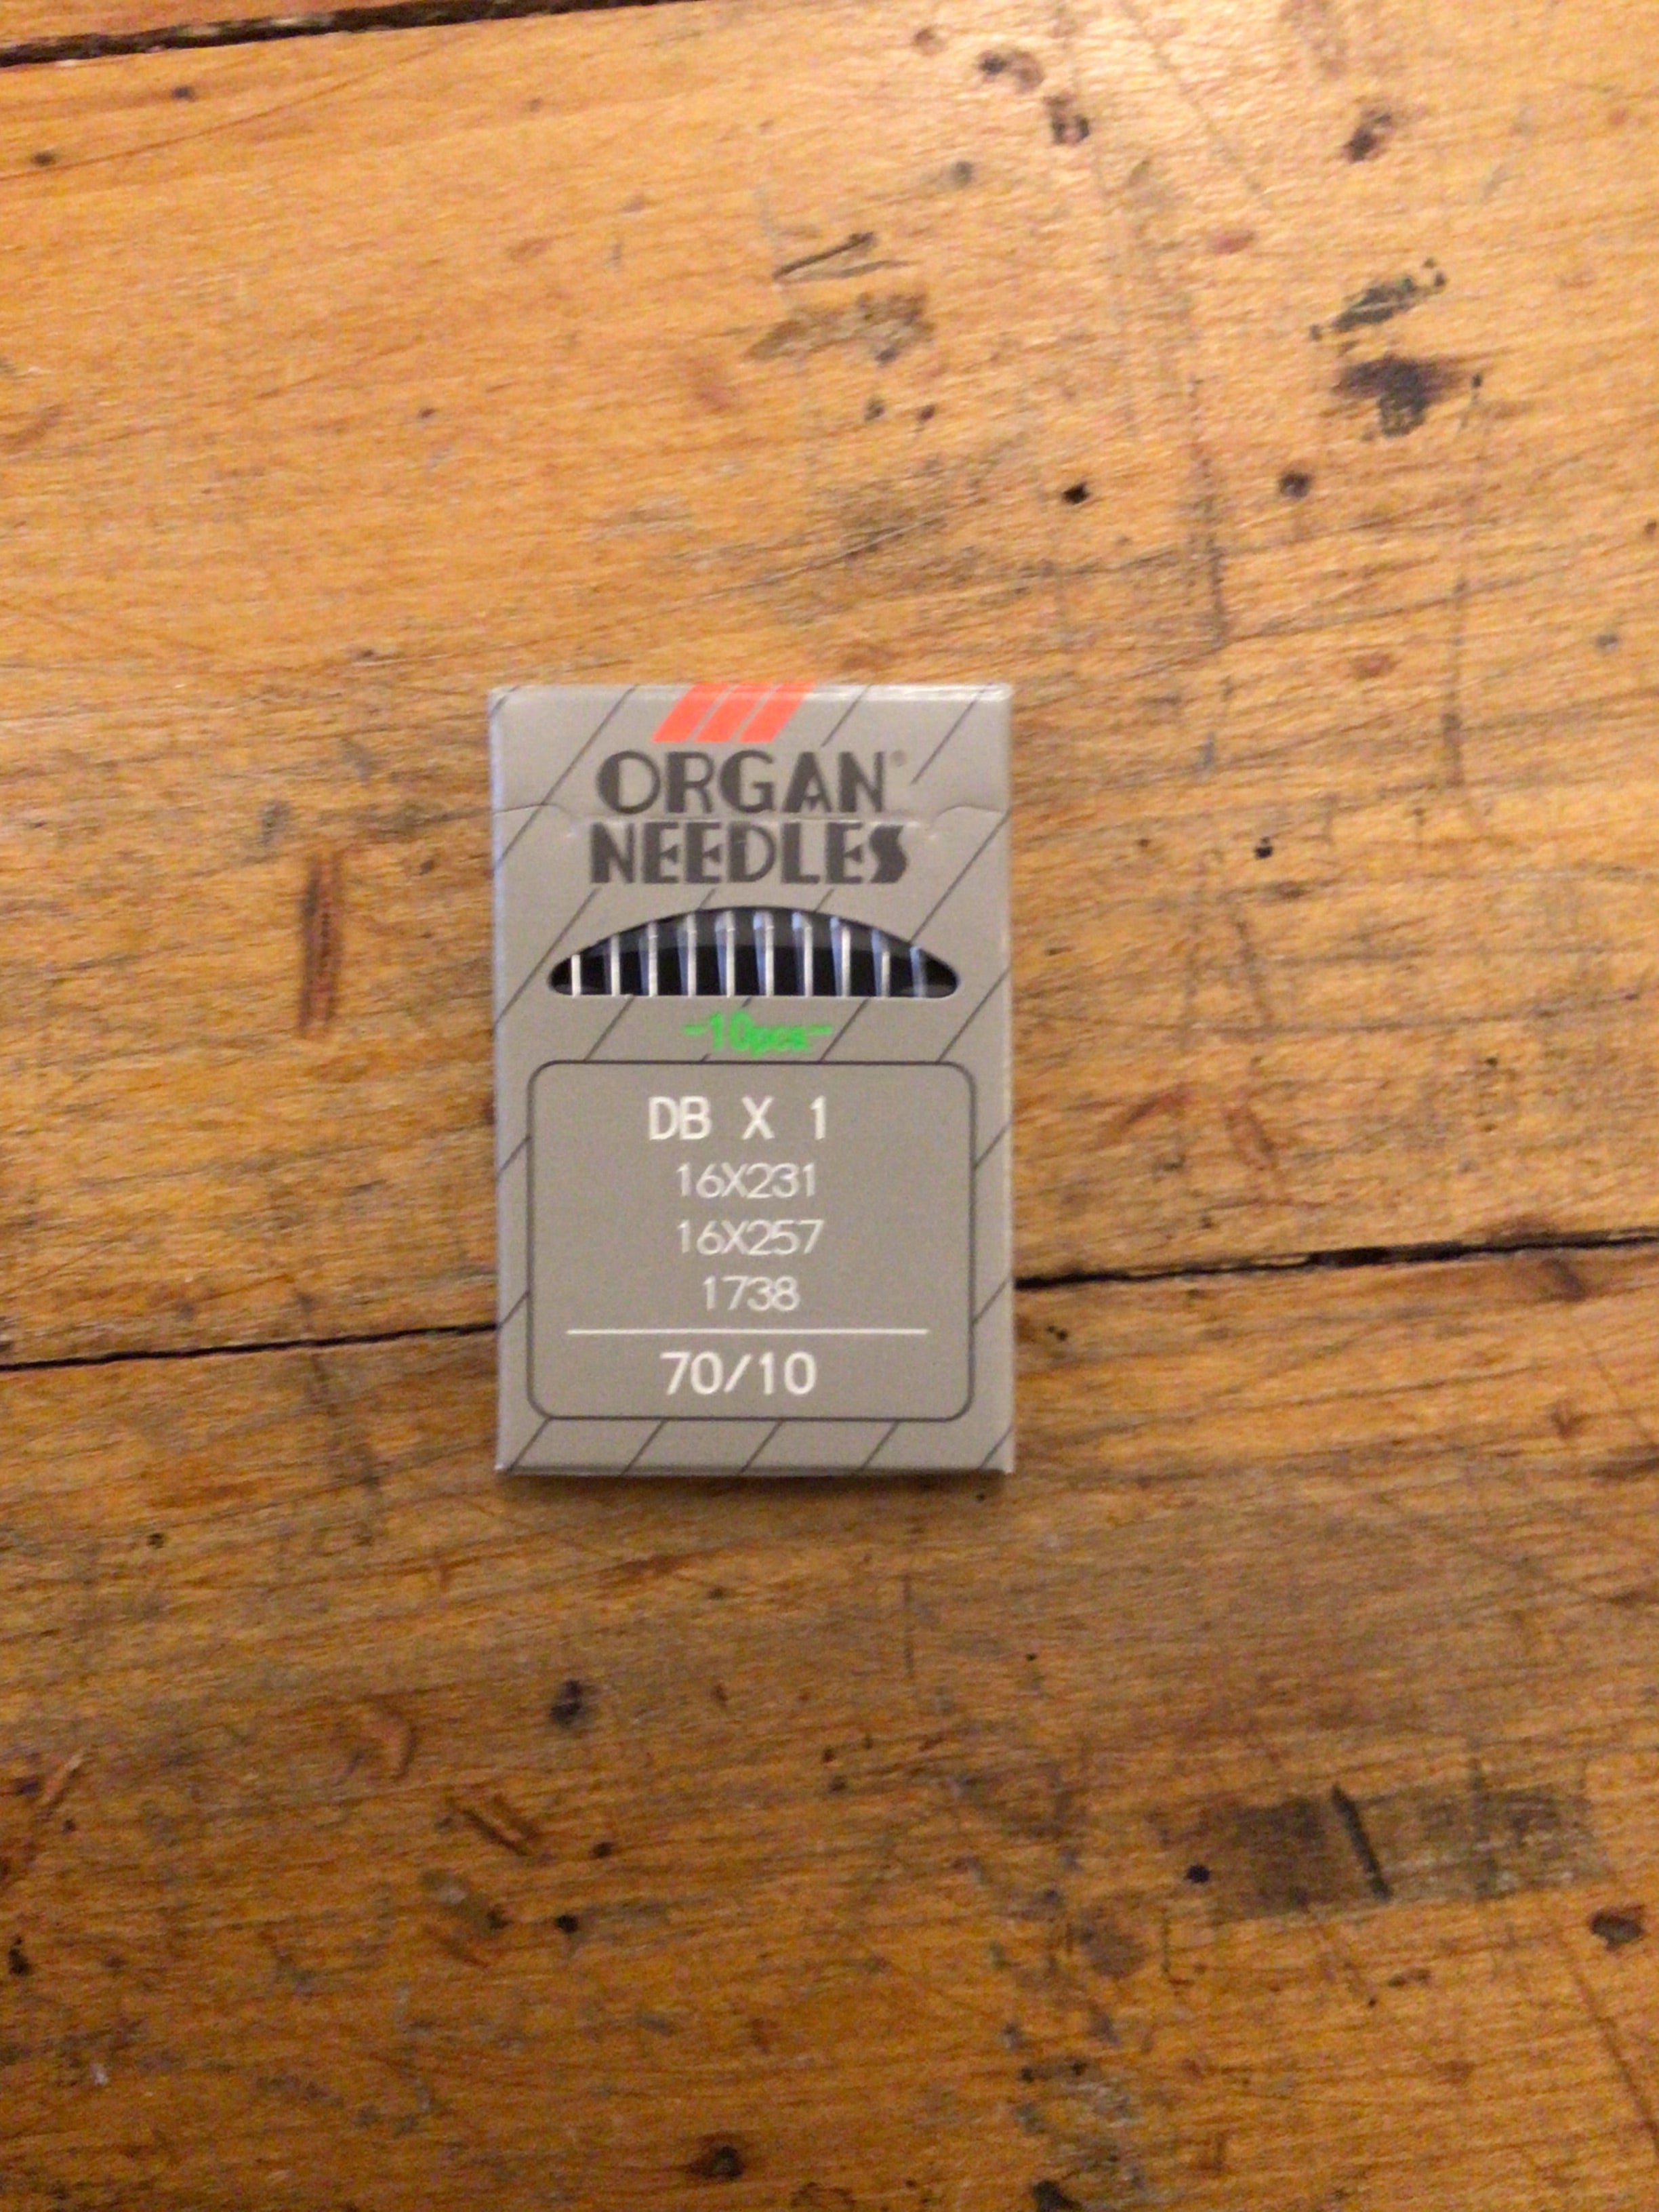 ORGAN®
NEEDLES
-10pcs-
DB X 1
16X231
16X257
1738
70/10